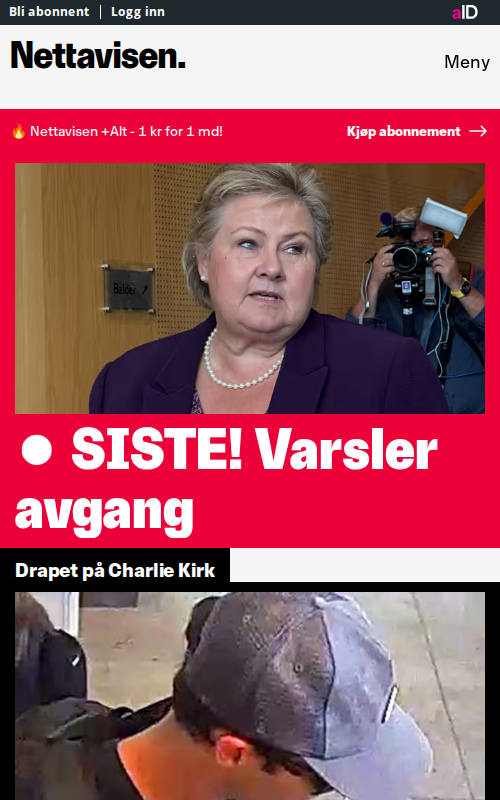 Bli abonnent | Logg inn
aID
Nettavisen.
Meny
🔥 Nettavisen +Alt - 1 kr for 1 md!
Kjøp abonnement →
Balder ↗
● SISTE! Varsler
avgang
Drapet på Charlie Kirk